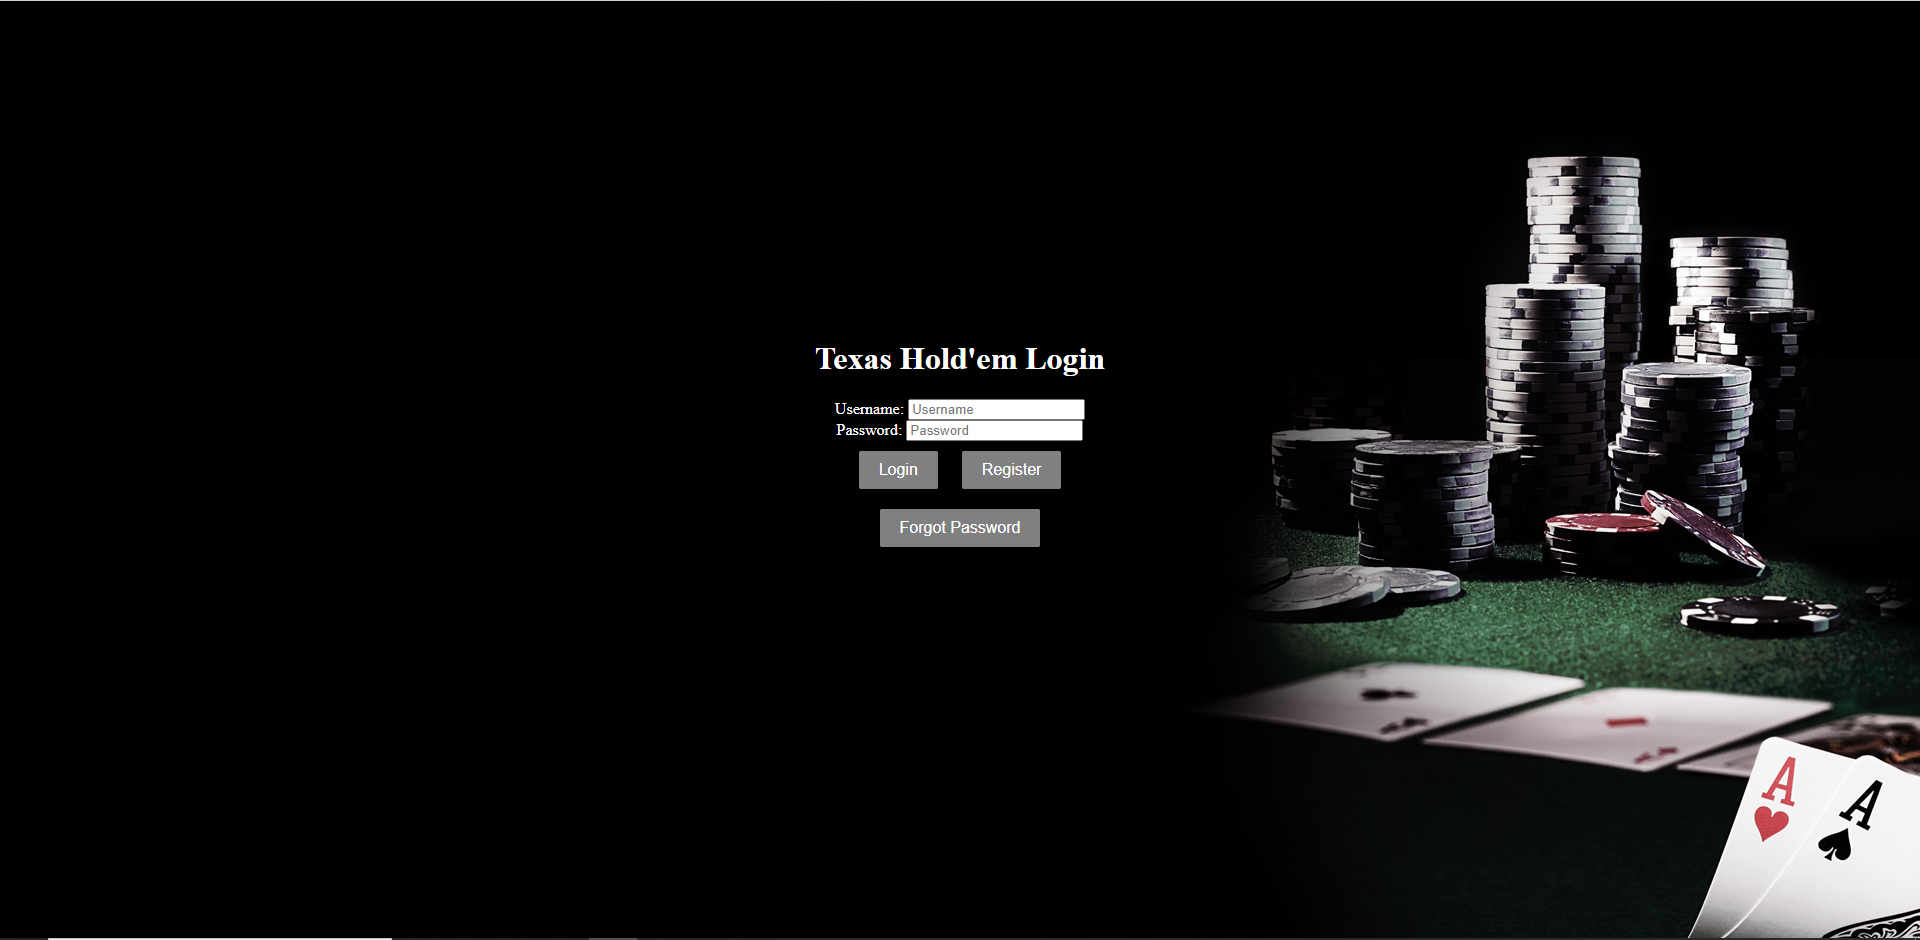 Texas Hold'em Login
Username: Username
Password: Password
Login Register
Forgot Password
A A